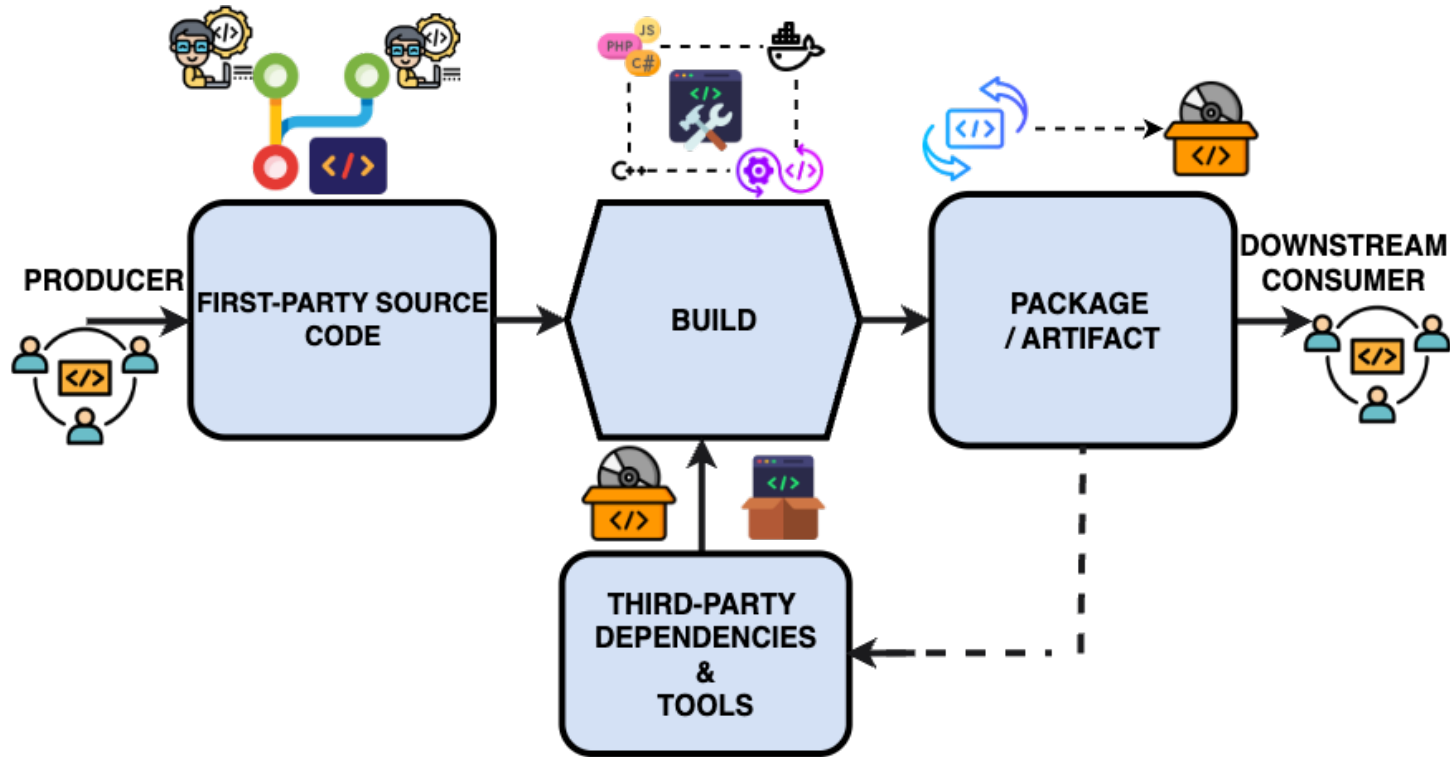 </>
</>
JS
PHP
C#
</>
</>
</>
</>
</>
C++
</>
PRODUCER
FIRST-PARTY SOURCE
CODE
BUILD
PACKAGE
/ ARTIFACT
DOWNSTREAM
CONSUMER
</>
</>
</>
</>
THIRD-PARTY
DEPENDENCIES
&
TOOLS